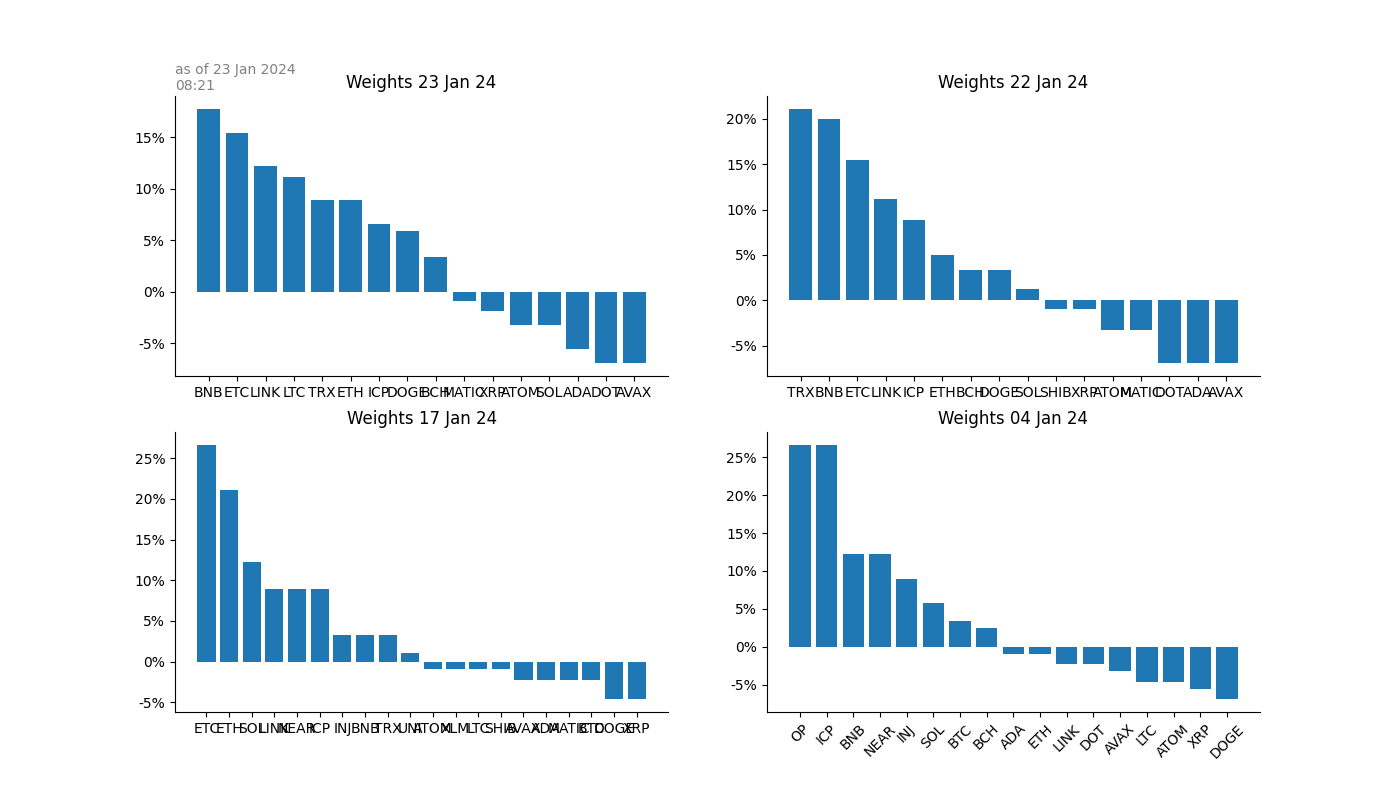 as of 23 Jan 2024
08:21
Weights 23 Jan 24
15%
10%
5%
0%
-5%
BNB ETC LINK LTC TRX ETH ICP DOGE BCH MATIC XRP ATOM SOL ADA DOT AVAX
Weights 22 Jan 24
20%
15%
10%
5%
0%
-5%
TRX BNB ETC LINK ICP ETH BCH DOGE SOL SHIB XRP ATOM MATIC DOT ADA AVAX
Weights 17 Jan 24
25%
20%
15%
10%
5%
0%
-5%
ETC ETH SOL LINK NEAR ICP INJ BNB TRX UNI ATOM XLM LTC SHIB AVAX ADA MATIC BTC DOGE XRP
Weights 04 Jan 24
25%
20%
15%
10%
5%
0%
-5%
OP ICP BNB NEAR INJ SOL BTC BCH ADA ETH LINK DOT AVAX LTC ATOM XRP DOGE